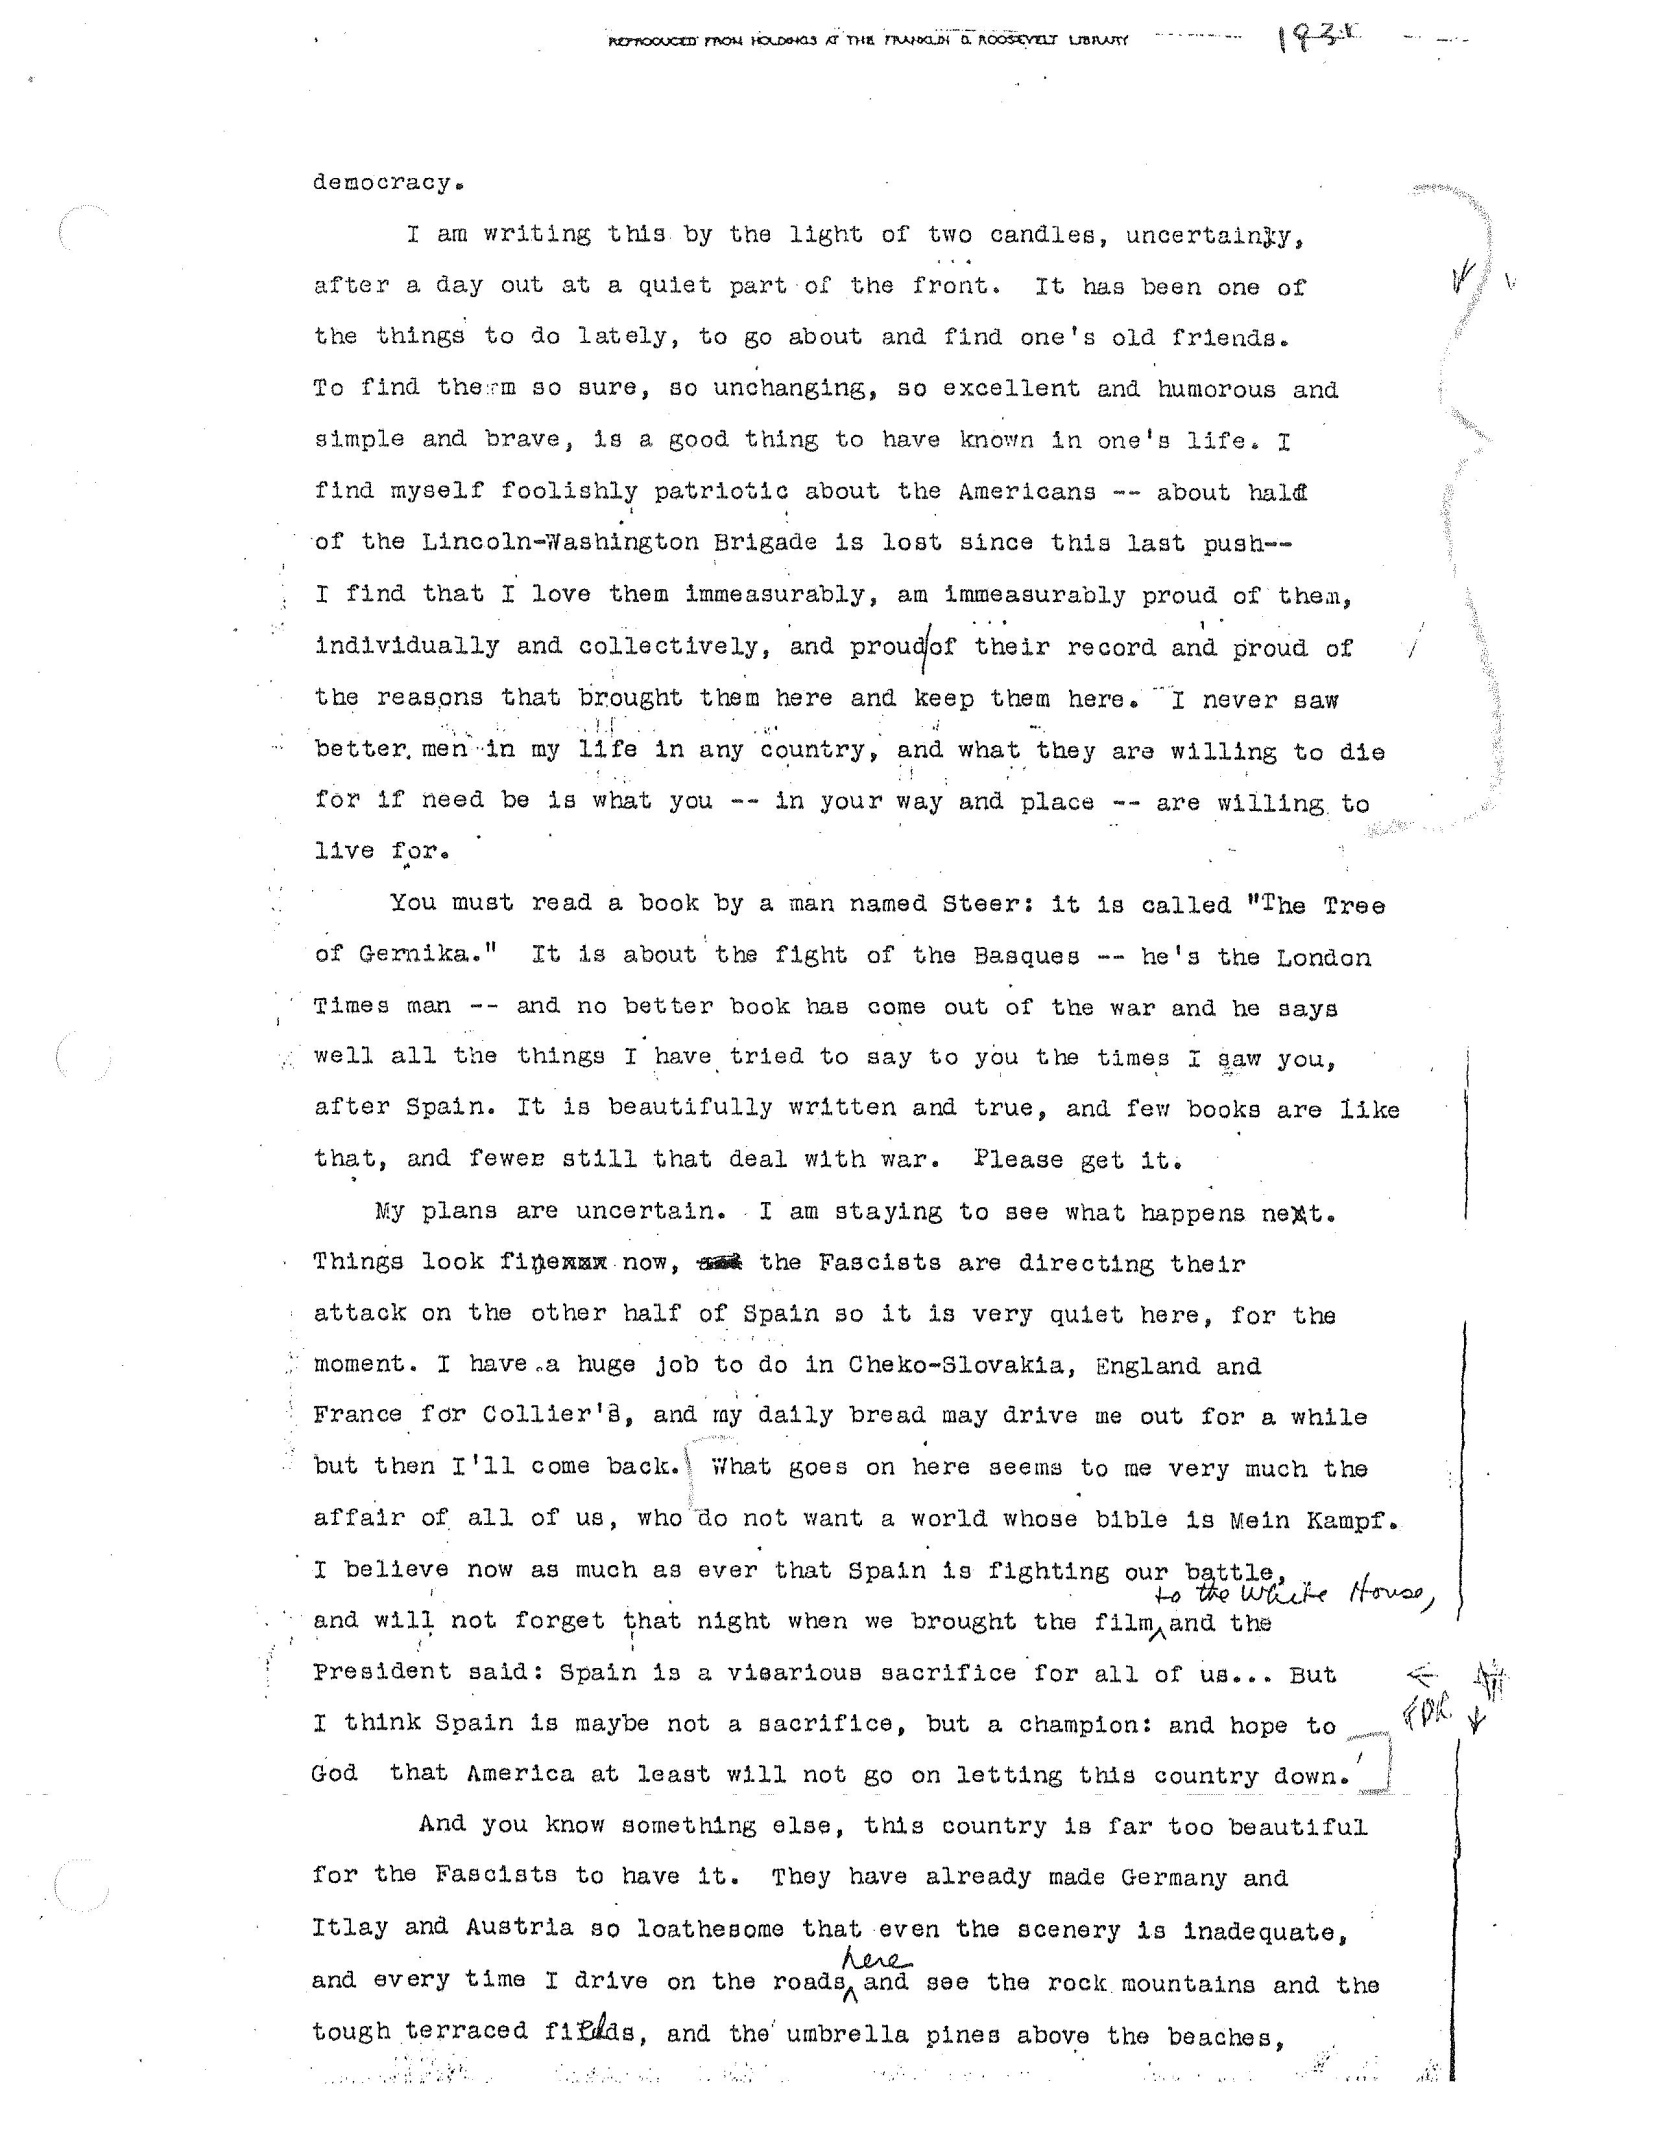 REPRODUCED FROM HOLDINGS AT THE FRANKLIN D. ROOSEVELT LIBRARY
democracy.
I am writing this by the light of two candles, uncertainly,
after a day out at a quiet part of the front. It has been one of
the things to do lately, to go about and find one's old friends.
To find them so sure, so unchanging, so excellent and humorous and
simple and brave, is a good thing to have known in one's life. I
find myself foolishly patriotic about the Americans -- about half
of the Lincoln-Washington Brigade is lost since this last push--
I find that I love them immeasurably, am immeasurably proud of them,
individually and collectively, and proud/of their record and proud of
the reasons that brought them here and keep them here. I never saw
better men in my life in any country, and what they are willing to die
for if need be is what you -- in your way and place -- are willing to
live for.
You must read a book by a man named Steer: it is called "The Tree
of Gernika." It is about the fight of the Basques -- he's the London
Times man -- and no better book has come out of the war and he says
well all the things I have tried to say to you the times I saw you,
after Spain. It is beautifully written and true, and few books are like
that, and fewer still that deal with war. Please get it.
My plans are uncertain. I am staying to see what happens next.
Things look finexxx now, the Fascists are directing their
attack on the other half of Spain so it is very quiet here, for the
moment. I have a huge job to do in Cheko-Slovakia, England and
France for Collier's, and my daily bread may drive me out for a while
but then I'll come back. What goes on here seems to me very much the
affair of all of us, who do not want a world whose bible is Mein Kampf.
I believe now as much as ever that Spain is fighting our battle,
to the White House,
and will not forget that night when we brought the film and the
President said: Spain is a vicarious sacrifice for all of us... But
I think Spain is maybe not a sacrifice, but a champion: and hope to
FDR
God that America at least will not go on letting this country down.
And you know something else, this country is far too beautiful
for the Fascists to have it. They have already made Germany and
Itlay and Austria so loathesome that even the scenery is inadequate,
here
and every time I drive on the roads and see the rock mountains and the
tough terraced fields, and the umbrella pines above the beaches,